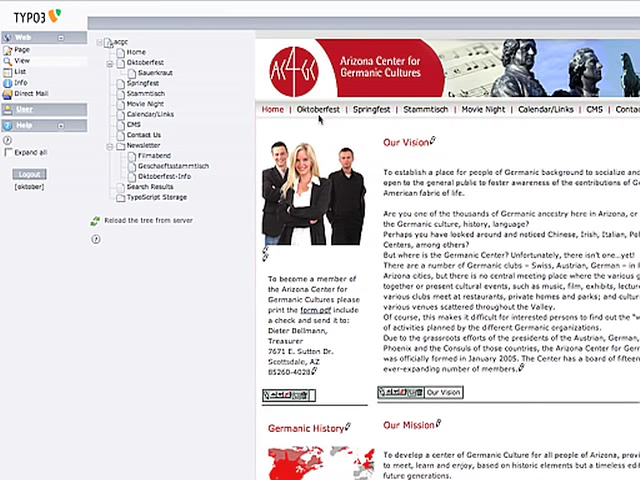 TYPO3
Web
Page
View
List
Info
Direct Mail
User
Help
Expand all
Logout
[oktober]
acgc
Home
Oktoberfest
Sauerkraut
Springfest
Stammtisch
Movie Night
Calendar/Links
CMS
Contact Us
Newsletter
Filmabend
Geschaeftsstammtisch
Oktoberfest-Info
Search Results
TypoScript Storage
Reload the tree from server
AC4GC
Arizona Center for
Germanic Cultures
Home | Oktoberfest | Springfest | Stammtisch | Movie Night | Calendar/Links | CMS | Contac
Our Vision
To establish a place for people of Germanic background to socialize and
open to the general public to foster awareness of the contributions of G
American fabric of life.
Are you one of the thousands of Germanic ancestry here in Arizona, or
the Germanic culture, history, language?
Perhaps you have looked around and noticed Chinese, Irish, Italian, Pol
Centers, among others?
But where is the Germanic Center? Unfortunately, there isn't one...yet!
There are a number of Germanic clubs - Swiss, Austrian, German - in
Arizona cities, but there is no central meeting place where the various g
together or present cultural events, such as music, film, exhibits, lecture
various clubs meet at restaurants, private homes and parks; and cultur
various venues scattered throughout the Valley.
Of course, this makes it difficult for interested persons to find out the "w
of activities planned by the different Germanic organizations.
Due to the grassroots efforts of the presidents of the Austrian, German,
Phoenix and the Consuls of those countries, the Arizona Center for Ger
was officially formed in January 2005. The Center has a board of fifteen
ever-expanding number of members.
Our Vision
To become a member of
the Arizona Center for
Germanic Cultures please
print the form.pdf include
a check and send it to:
Dieter Bellmann,
Treasurer
7671 E. Sutton Dr.
Scottsdale, AZ
85260-4028
Germanic History
Our Mission
To develop a center of Germanic Culture for all people of Arizona, provi
to meet, learn and enjoy, based on historic elements but a timeless edi
future generations.